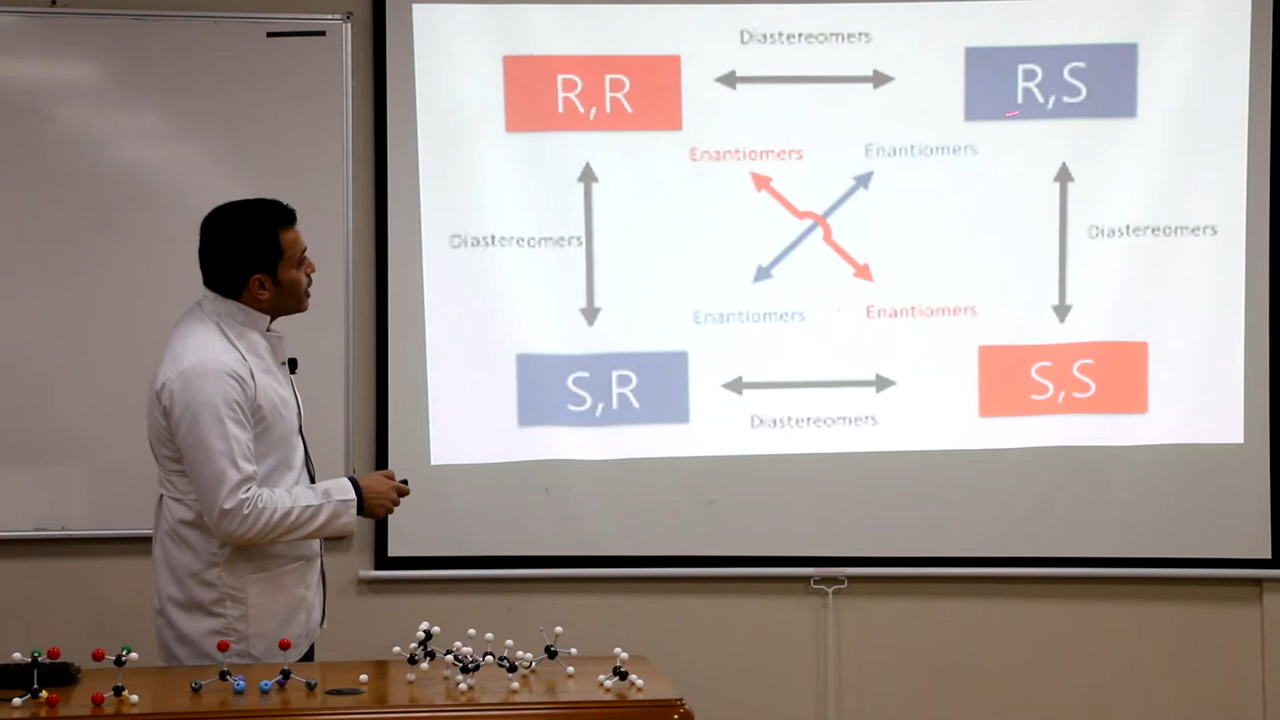 Diastereomers
R,R
R,S
Enantiomers
Enantiomers
Diastereomers
Diastereomers
Enantiomers
Enantiomers
S,R
S,S
Diastereomers